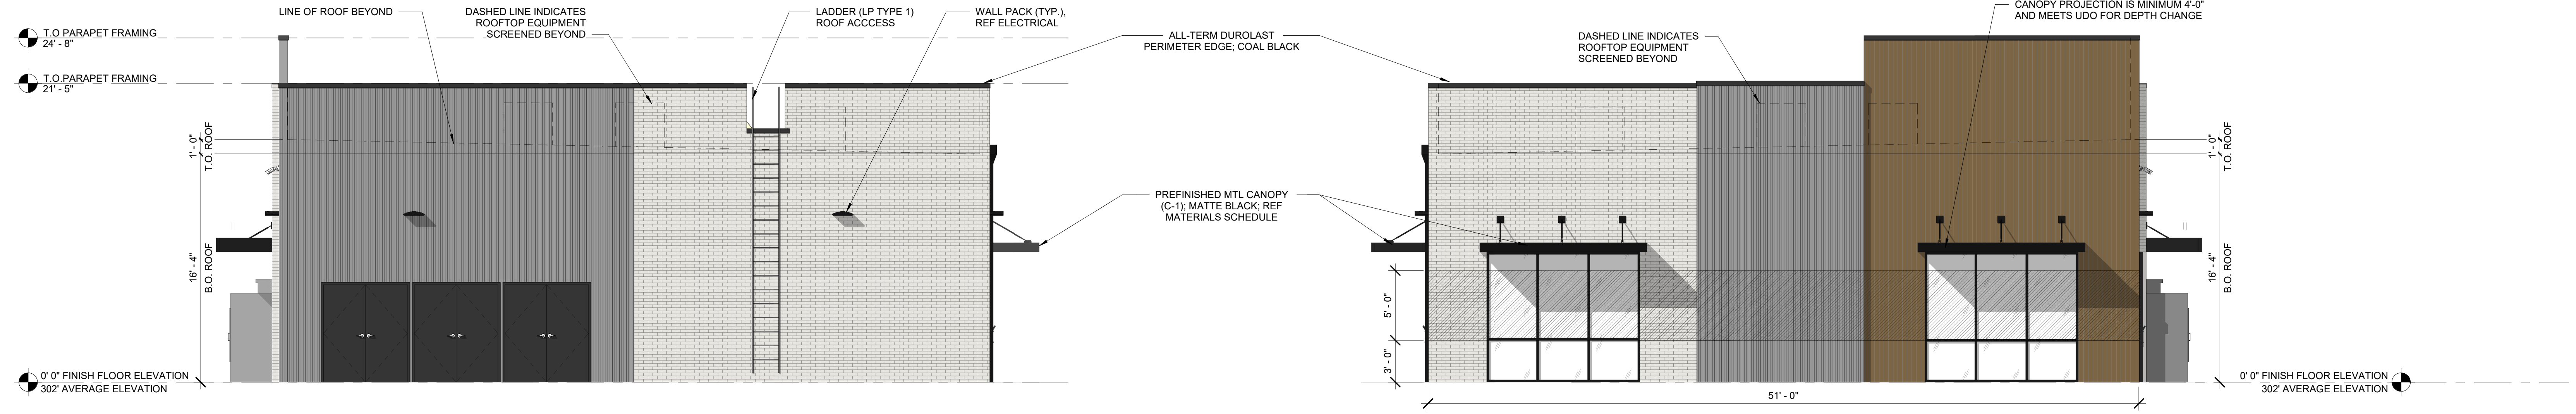 LINE OF ROOF BEYOND
DASHED LINE INDICATES
ROOFTOP EQUIPMENT
SCREENED BEYOND
LADDER (LP TYPE 1)
ROOF ACCCESS
WALL PACK (TYP.),
REF ELECTRICAL
T.O PARAPET FRAMING
24' - 8"
T.O.PARAPET FRAMING
21' - 5"
1' - 0"
T.O. ROOF
16' - 4"
B.O. ROOF
0' 0" FINISH FLOOR ELEVATION
302' AVERAGE ELEVATION
ALL-TERM DUROLAST
PERIMETER EDGE; COAL BLACK
PREFINISHED MTL CANOPY
(C-1); MATTE BLACK; REF
MATERIALS SCHEDULE
DASHED LINE INDICATES
ROOFTOP EQUIPMENT
SCREENED BEYOND
CANOPY PROJECTION IS MINIMUM 4'-0"
AND MEETS UDO FOR DEPTH CHANGE
5' - 0"
3' - 0"
51' - 0"
1' - 0"
T.O. ROOF
16' - 4"
B.O. ROOF
0' 0" FINISH FLOOR ELEVATION
302' AVERAGE ELEVATION